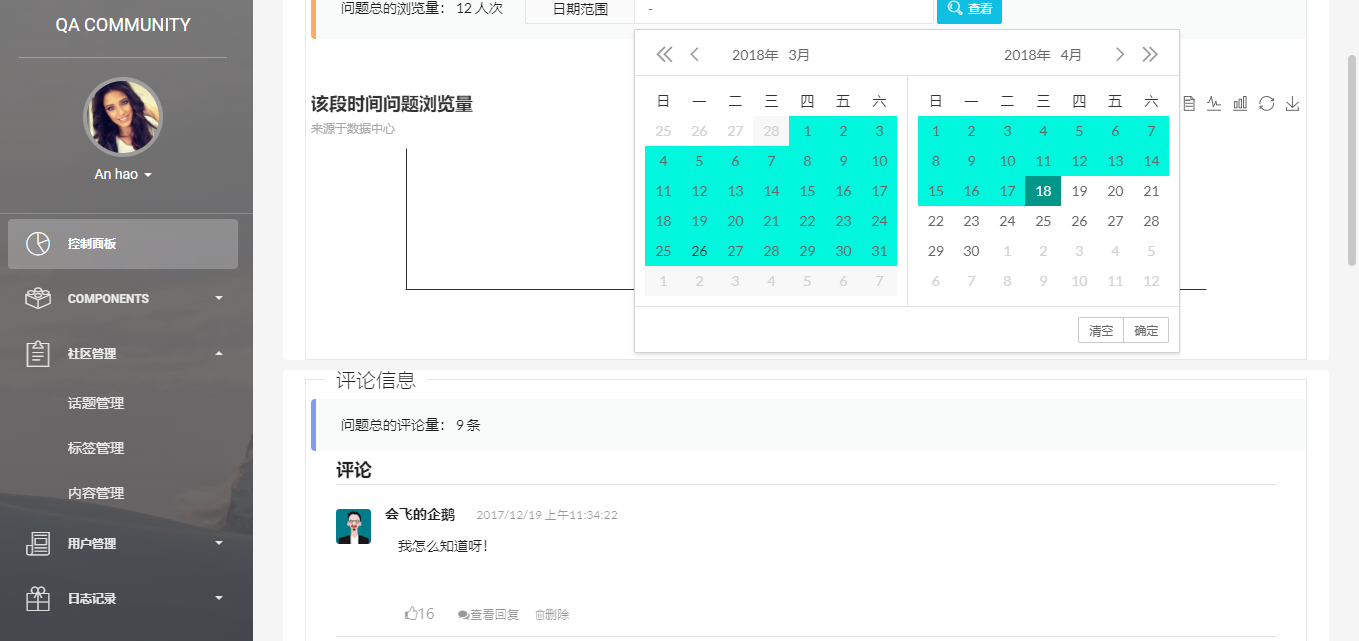 QA COMMUNITY
An hao
控制面板
COMPONENTS
社区管理
话题管理
标签管理
内容管理
用户管理
日志记录
问题总的浏览量： 12 人次
日期范围
-
查看
该段时间问题浏览量
来源于数据中心
2018年 3月
日 一 二 三 四 五 六
25 26 27 28 1 2 3
4 5 6 7 8 9 10
11 12 13 14 15 16 17
18 19 20 21 22 23 24
25 26 27 28 29 30 31
1 2 3 4 5 6 7
2018年 4月
日 一 二 三 四 五 六
1 2 3 4 5 6 7
8 9 10 11 12 13 14
15 16 17 18 19 20 21
22 23 24 25 26 27 28
29 30 1 2 3 4 5
6 7 8 9 10 11 12
清空 确定
评论信息
问题总的评论量： 9 条
评论
会飞的企鹅 2017/12/19 上午11:34:22
我怎么知道呀！
16 查看回复 删除